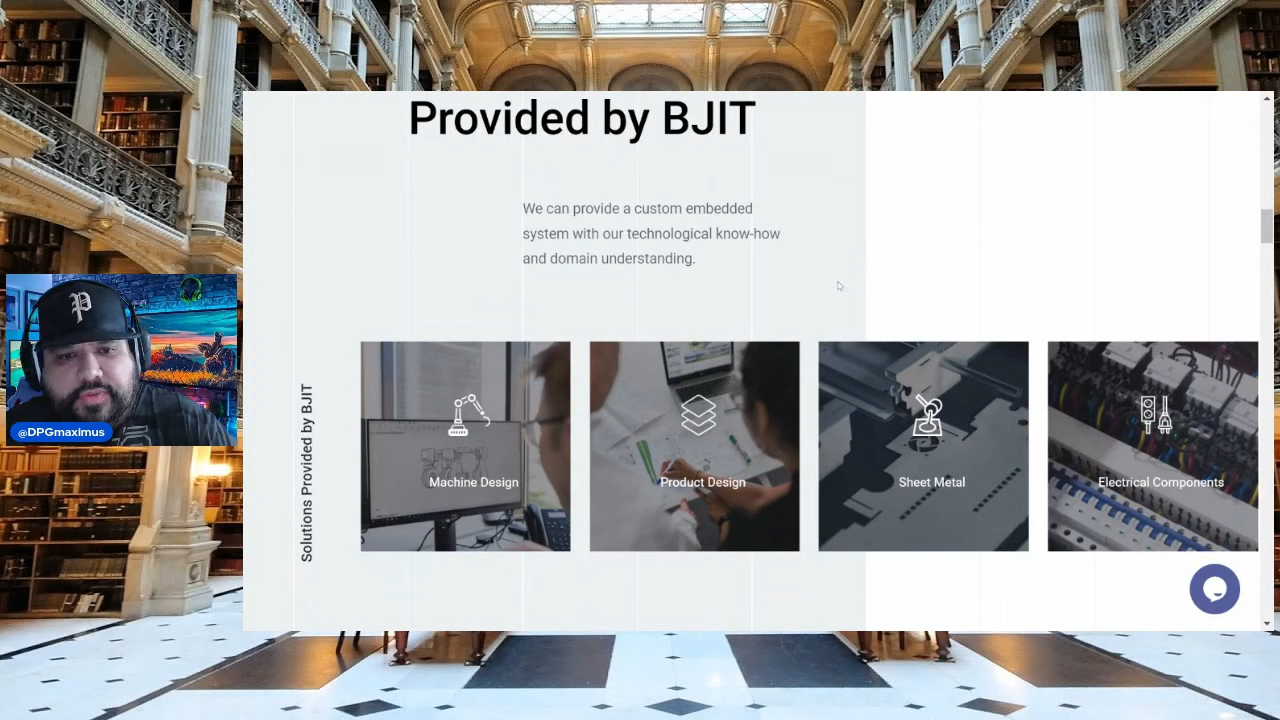 Provided by BJIT
We can provide a custom embedded
system with our technological know-how
and domain understanding.
Solutions Provided by BJIT
Machine Design
Product Design
Sheet Metal
Electrical Components
@DPGmaximus